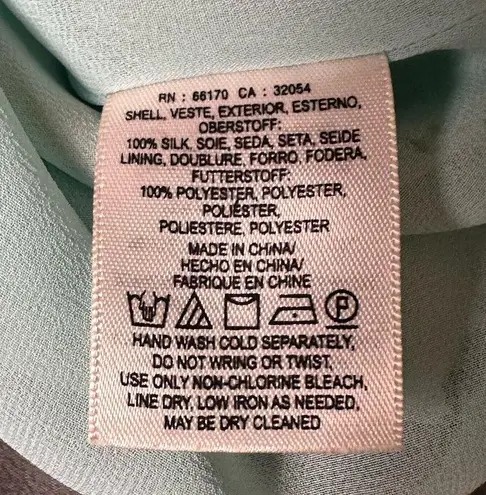 RN : 66170 CA : 32054
SHELL, VESTE, EXTERIOR, ESTERNO,
OBERSTOFF:
100% SILK, SOIE, SEDA, SETA, SEIDE
LINING, DOUBLURE, FORRO, FODERA,
FUTTERSTOFF:
100% POLYESTER, POLYESTER,
POLIÉSTER,
POLIESTERE, POLYESTER
MADE IN CHINA/
HECHO EN CHINA/
FABRIQUE EN CHINE
P
HAND WASH COLD SEPARATELY,
DO NOT WRING OR TWIST,
USE ONLY NON-CHLORINE BLEACH,
LINE DRY, LOW IRON AS NEEDED,
MAY BE DRY CLEANED